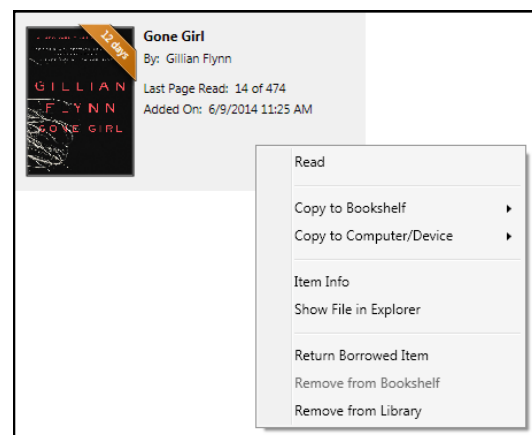 12 days
GILLIAN
FLYNN
GONE GIRL
Gone Girl
By: Gillian Flynn
Last Page Read: 14 of 474
Added On: 6/9/2014 11:25 AM
Read
Copy to Bookshelf
Copy to Computer/Device
Item Info
Show File in Explorer
Return Borrowed Item
Remove from Bookshelf
Remove from Library